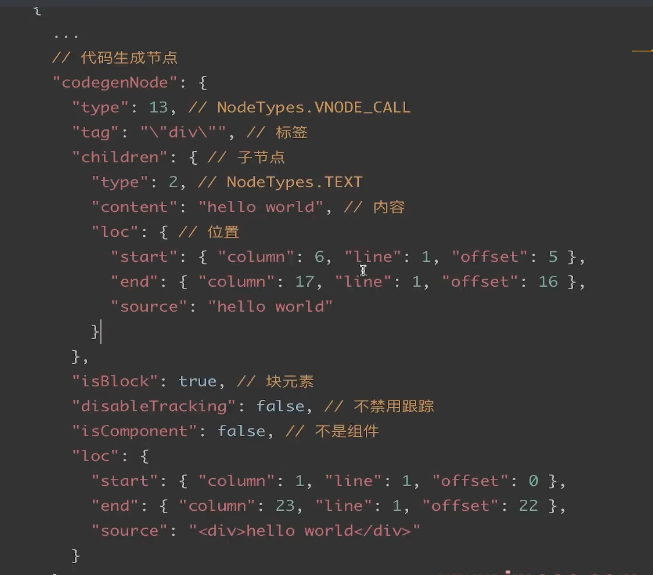 {
...
// 代码生成节点
"codegenNode": {
"type": 13, // NodeTypes.VNODE_CALL
"tag": "\"div\"", // 标签
"children": { // 子节点
"type": 2, // NodeTypes.TEXT
"content": "hello world", // 内容
"loc": { // 位置
"start": { "column": 6, "line": 1, "offset": 5 },
"end": { "column": 17, "line": 1, "offset": 16 },
"source": "hello world"
}
},
"isBlock": true, // 块元素
"disableTracking": false, // 不禁用跟踪
"isComponent": false, // 不是组件
"loc": {
"start": { "column": 1, "line": 1, "offset": 0 },
"end": { "column": 23, "line": 1, "offset": 22 },
"source": "<div>hello world</div>"
}